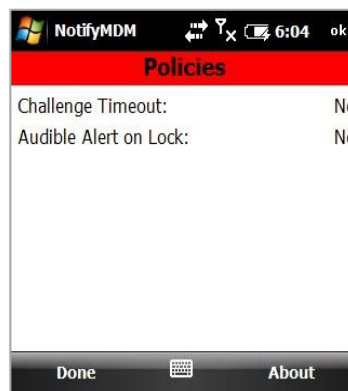 NotifyMDM 6:04 ok
Policies
Challenge Timeout:
Audible Alert on Lock:
Done About